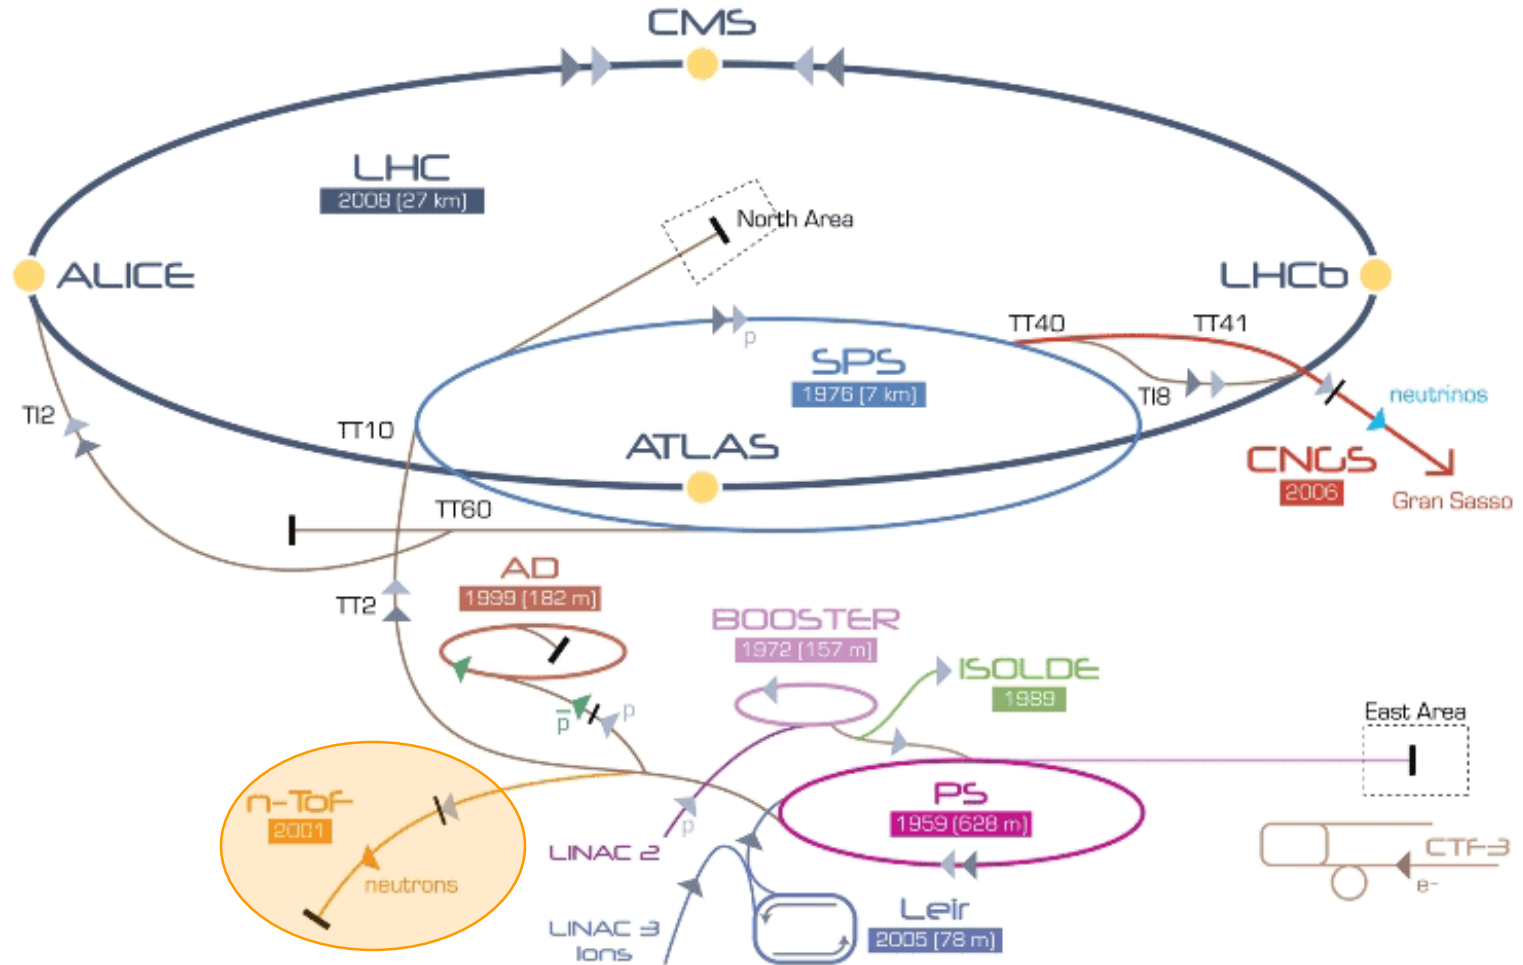 CMS
LHC
2008 (27 km)
North Area
ALICE
LHCb
TT40
TT41
p
SPS
1976 (7 km)
TI8
neutrinos
TI2
TT10
ATLAS
CNGS
2006
Gran Sasso
TT60
AD
1999 (182 m)
TT2
BOOSTER
1972 (157 m)
ISOLDE
1989
p̅
p
East Area
n-ToF
2001
neutrons
PS
1959 (628 m)
p
LINAC 2
CTF-3
e-
LINAC 3
Ions
Leir
2005 (78 m)